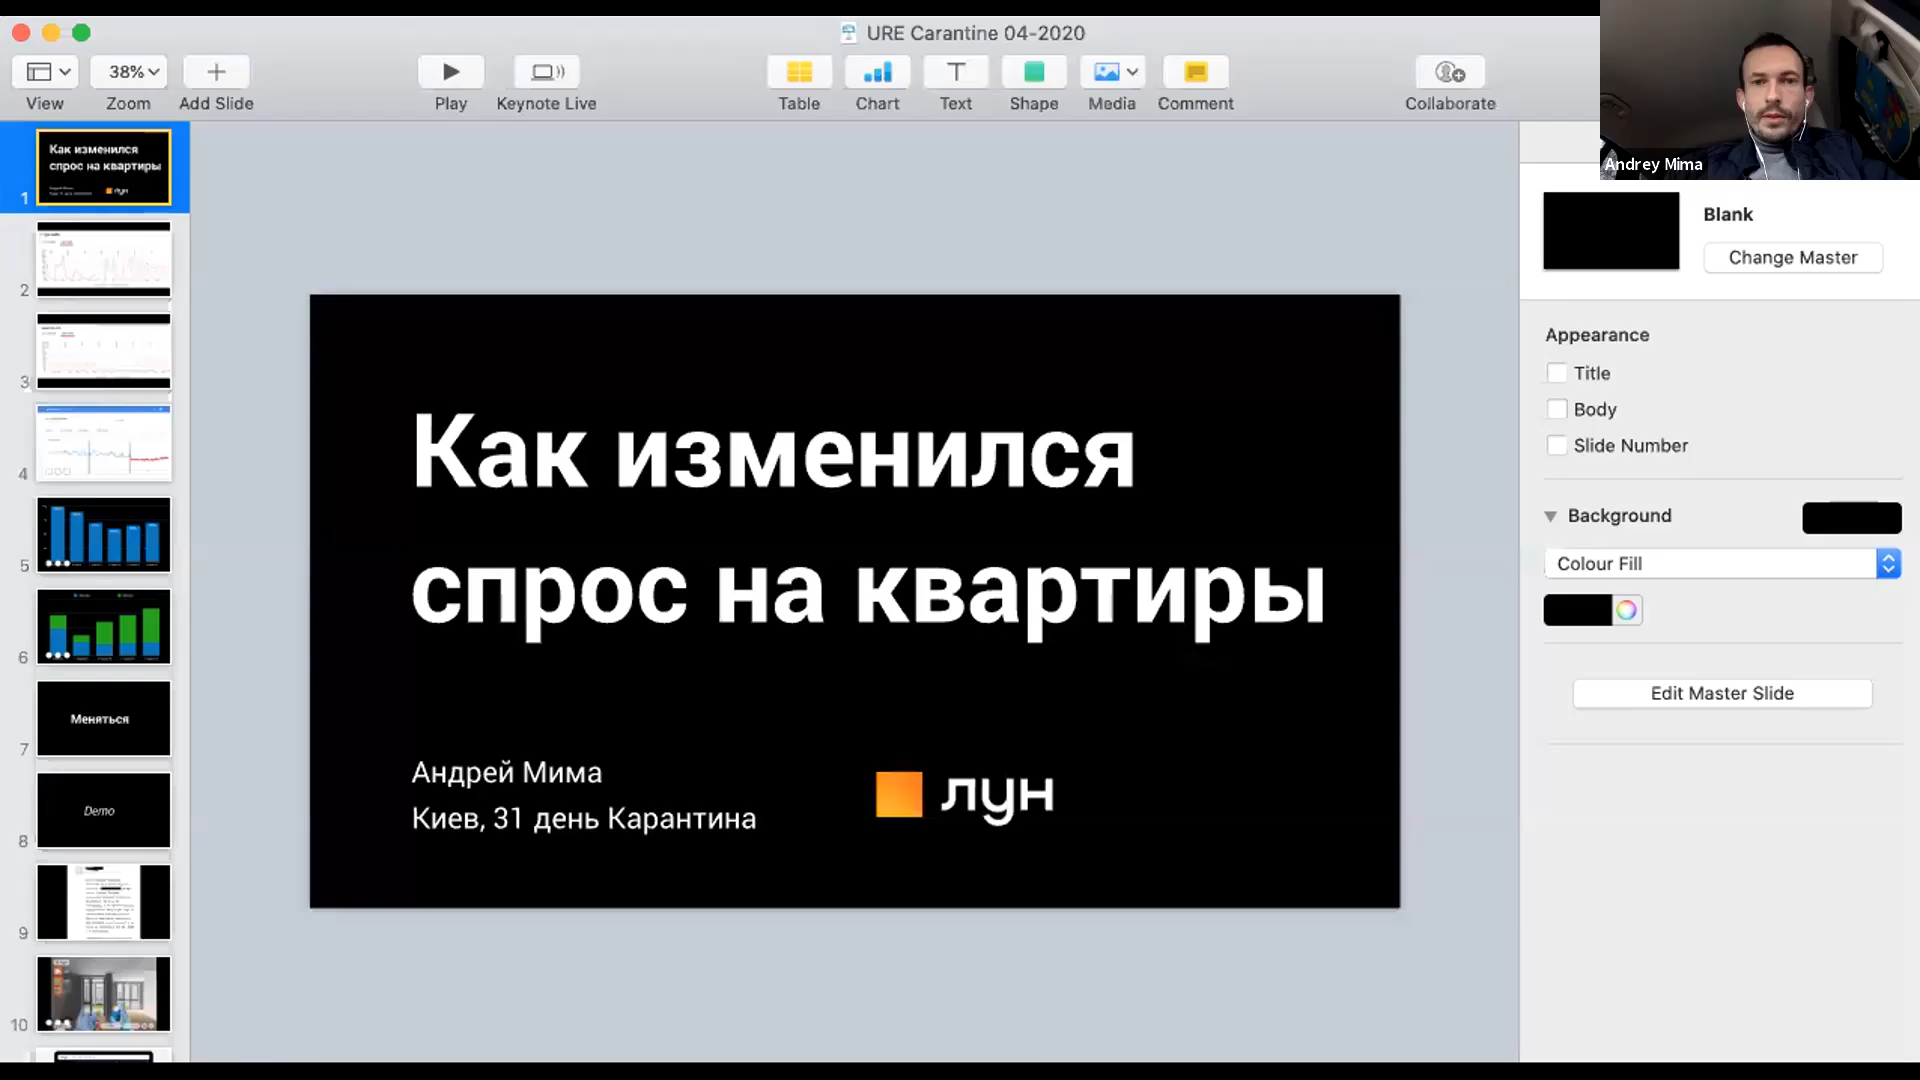 URE Carantine 04-2020
38%
View
Zoom
Add Slide
Play
Keynote Live
Table
Chart
Text
Shape
Media
Comment
Collaborate
Andrey Mima
Как изменился
спрос на квартиры
лун
1
2
3
4
5
6
Меняться
7
Demo
8
9
10
Как изменился
спрос на квартиры
Андрей Мима
Киев, 31 день Карантина
лун
Blank
Change Master
Appearance
Title
Body
Slide Number
Background
Colour Fill
Edit Master Slide